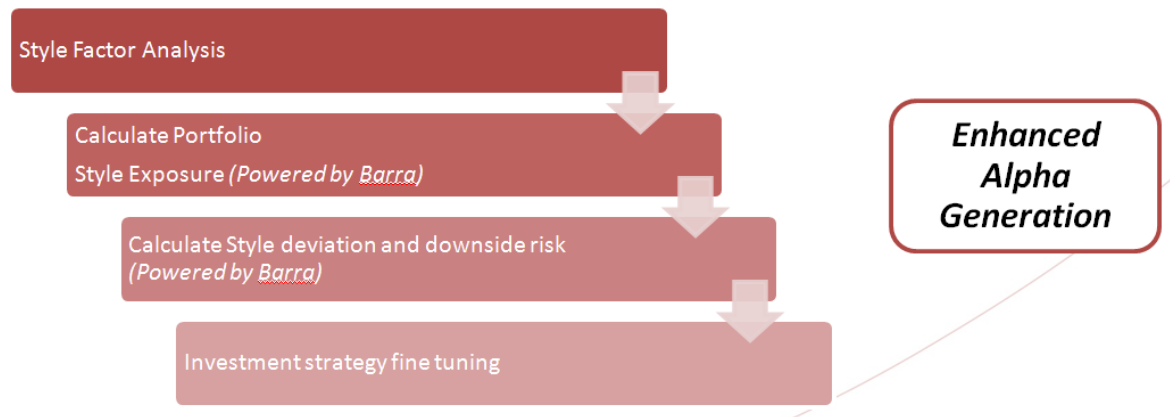 Style Factor Analysis
Calculate Portfolio
Style Exposure (Powered by Barra)
Calculate Style deviation and downside risk
(Powered by Barra)
Investment strategy fine tuning
Enhanced
Alpha
Generation